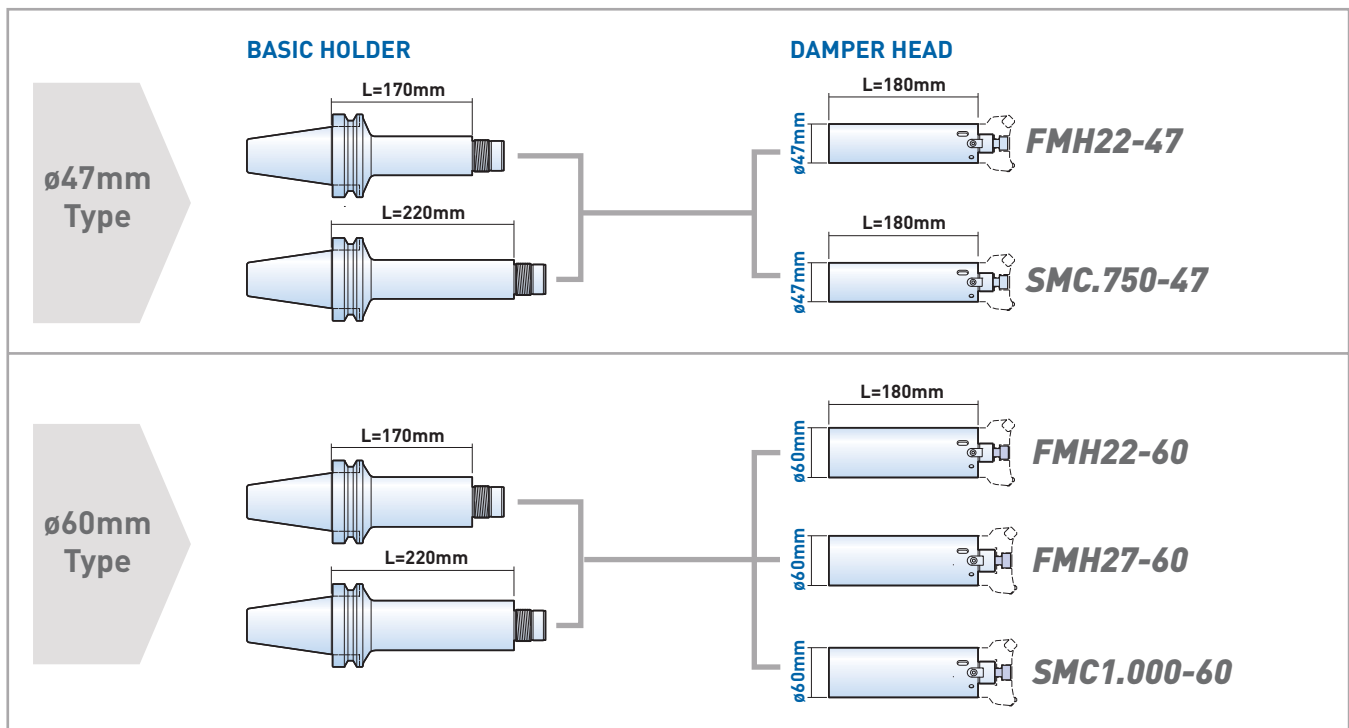 BASIC HOLDER
DAMPER HEAD
ø47mm
Type
L=170mm
L=220mm
L=180mm
ø47mm
FMH22-47
L=180mm
ø47mm
SMC.750-47
ø60mm
Type
L=170mm
L=220mm
L=180mm
ø60mm
FMH22-60
ø60mm
FMH27-60
ø60mm
SMC1.000-60